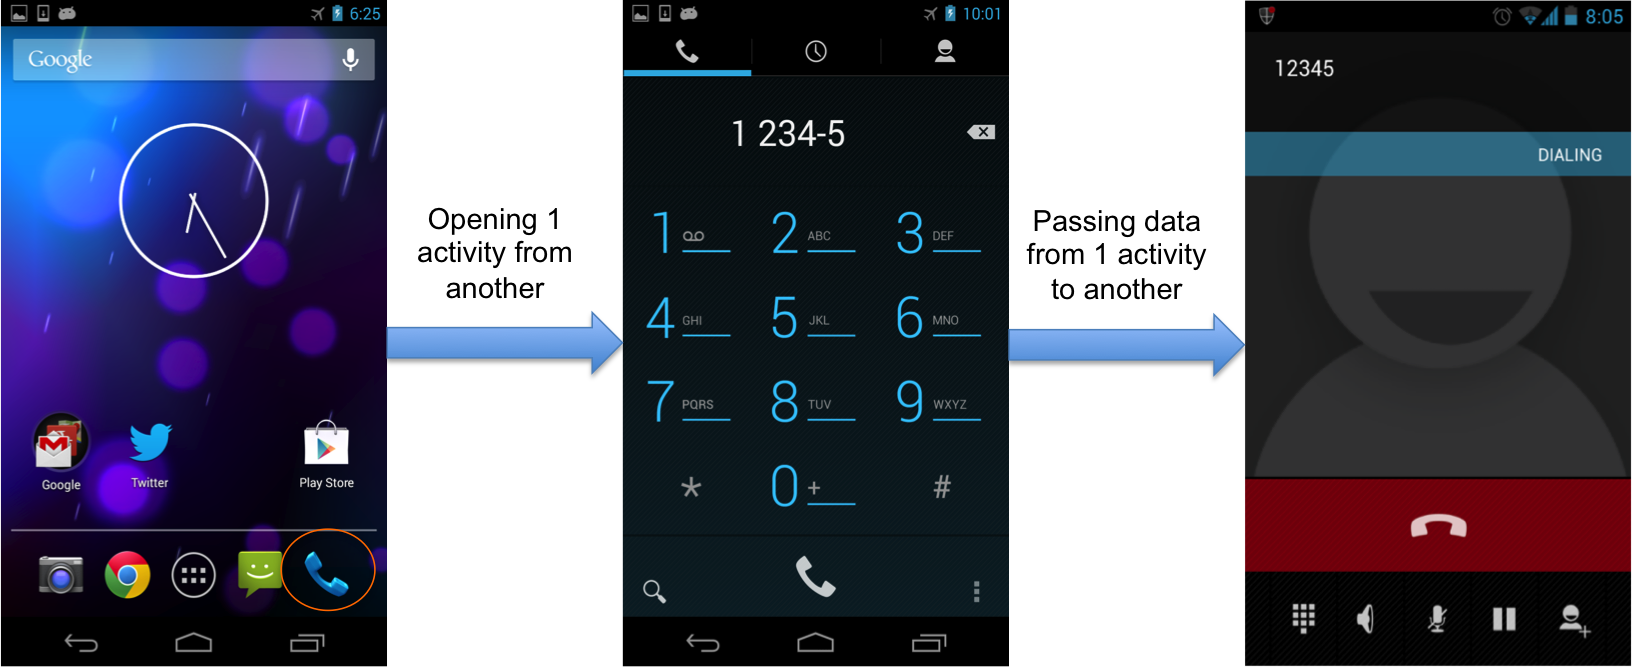 6:25
Google
Google
Twitter
Play Store
Opening 1
activity from
another
10:01
1 234-5
1
2 ABC
3 DEF
4 GHI
5 JKL
6 MNO
7 PQRS
8 TUV
9 WXYZ
*
0 +
#
Passing data
from 1 activity
to another
8:05
12345
DIALING